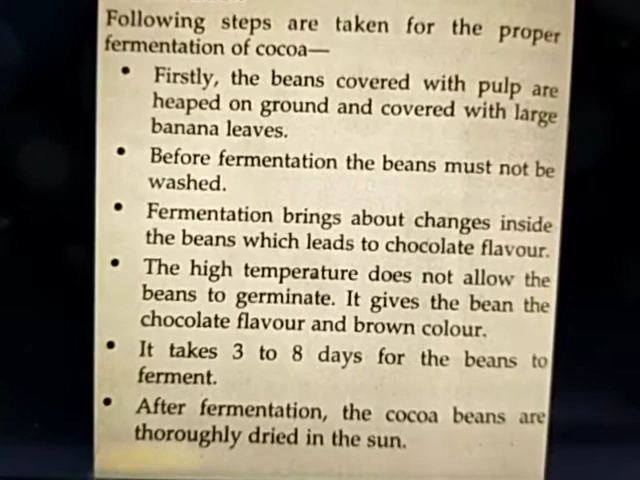 Following steps are taken for the proper
fermentation of cocoa—
• Firstly, the beans covered with pulp are
heaped on ground and covered with large
banana leaves.
• Before fermentation the beans must not be
washed.
• Fermentation brings about changes inside
the beans which leads to chocolate flavour.
• The high temperature does not allow the
beans to germinate. It gives the bean the
chocolate flavour and brown colour.
• It takes 3 to 8 days for the beans to
ferment.
• After fermentation, the cocoa beans are
thoroughly dried in the sun.